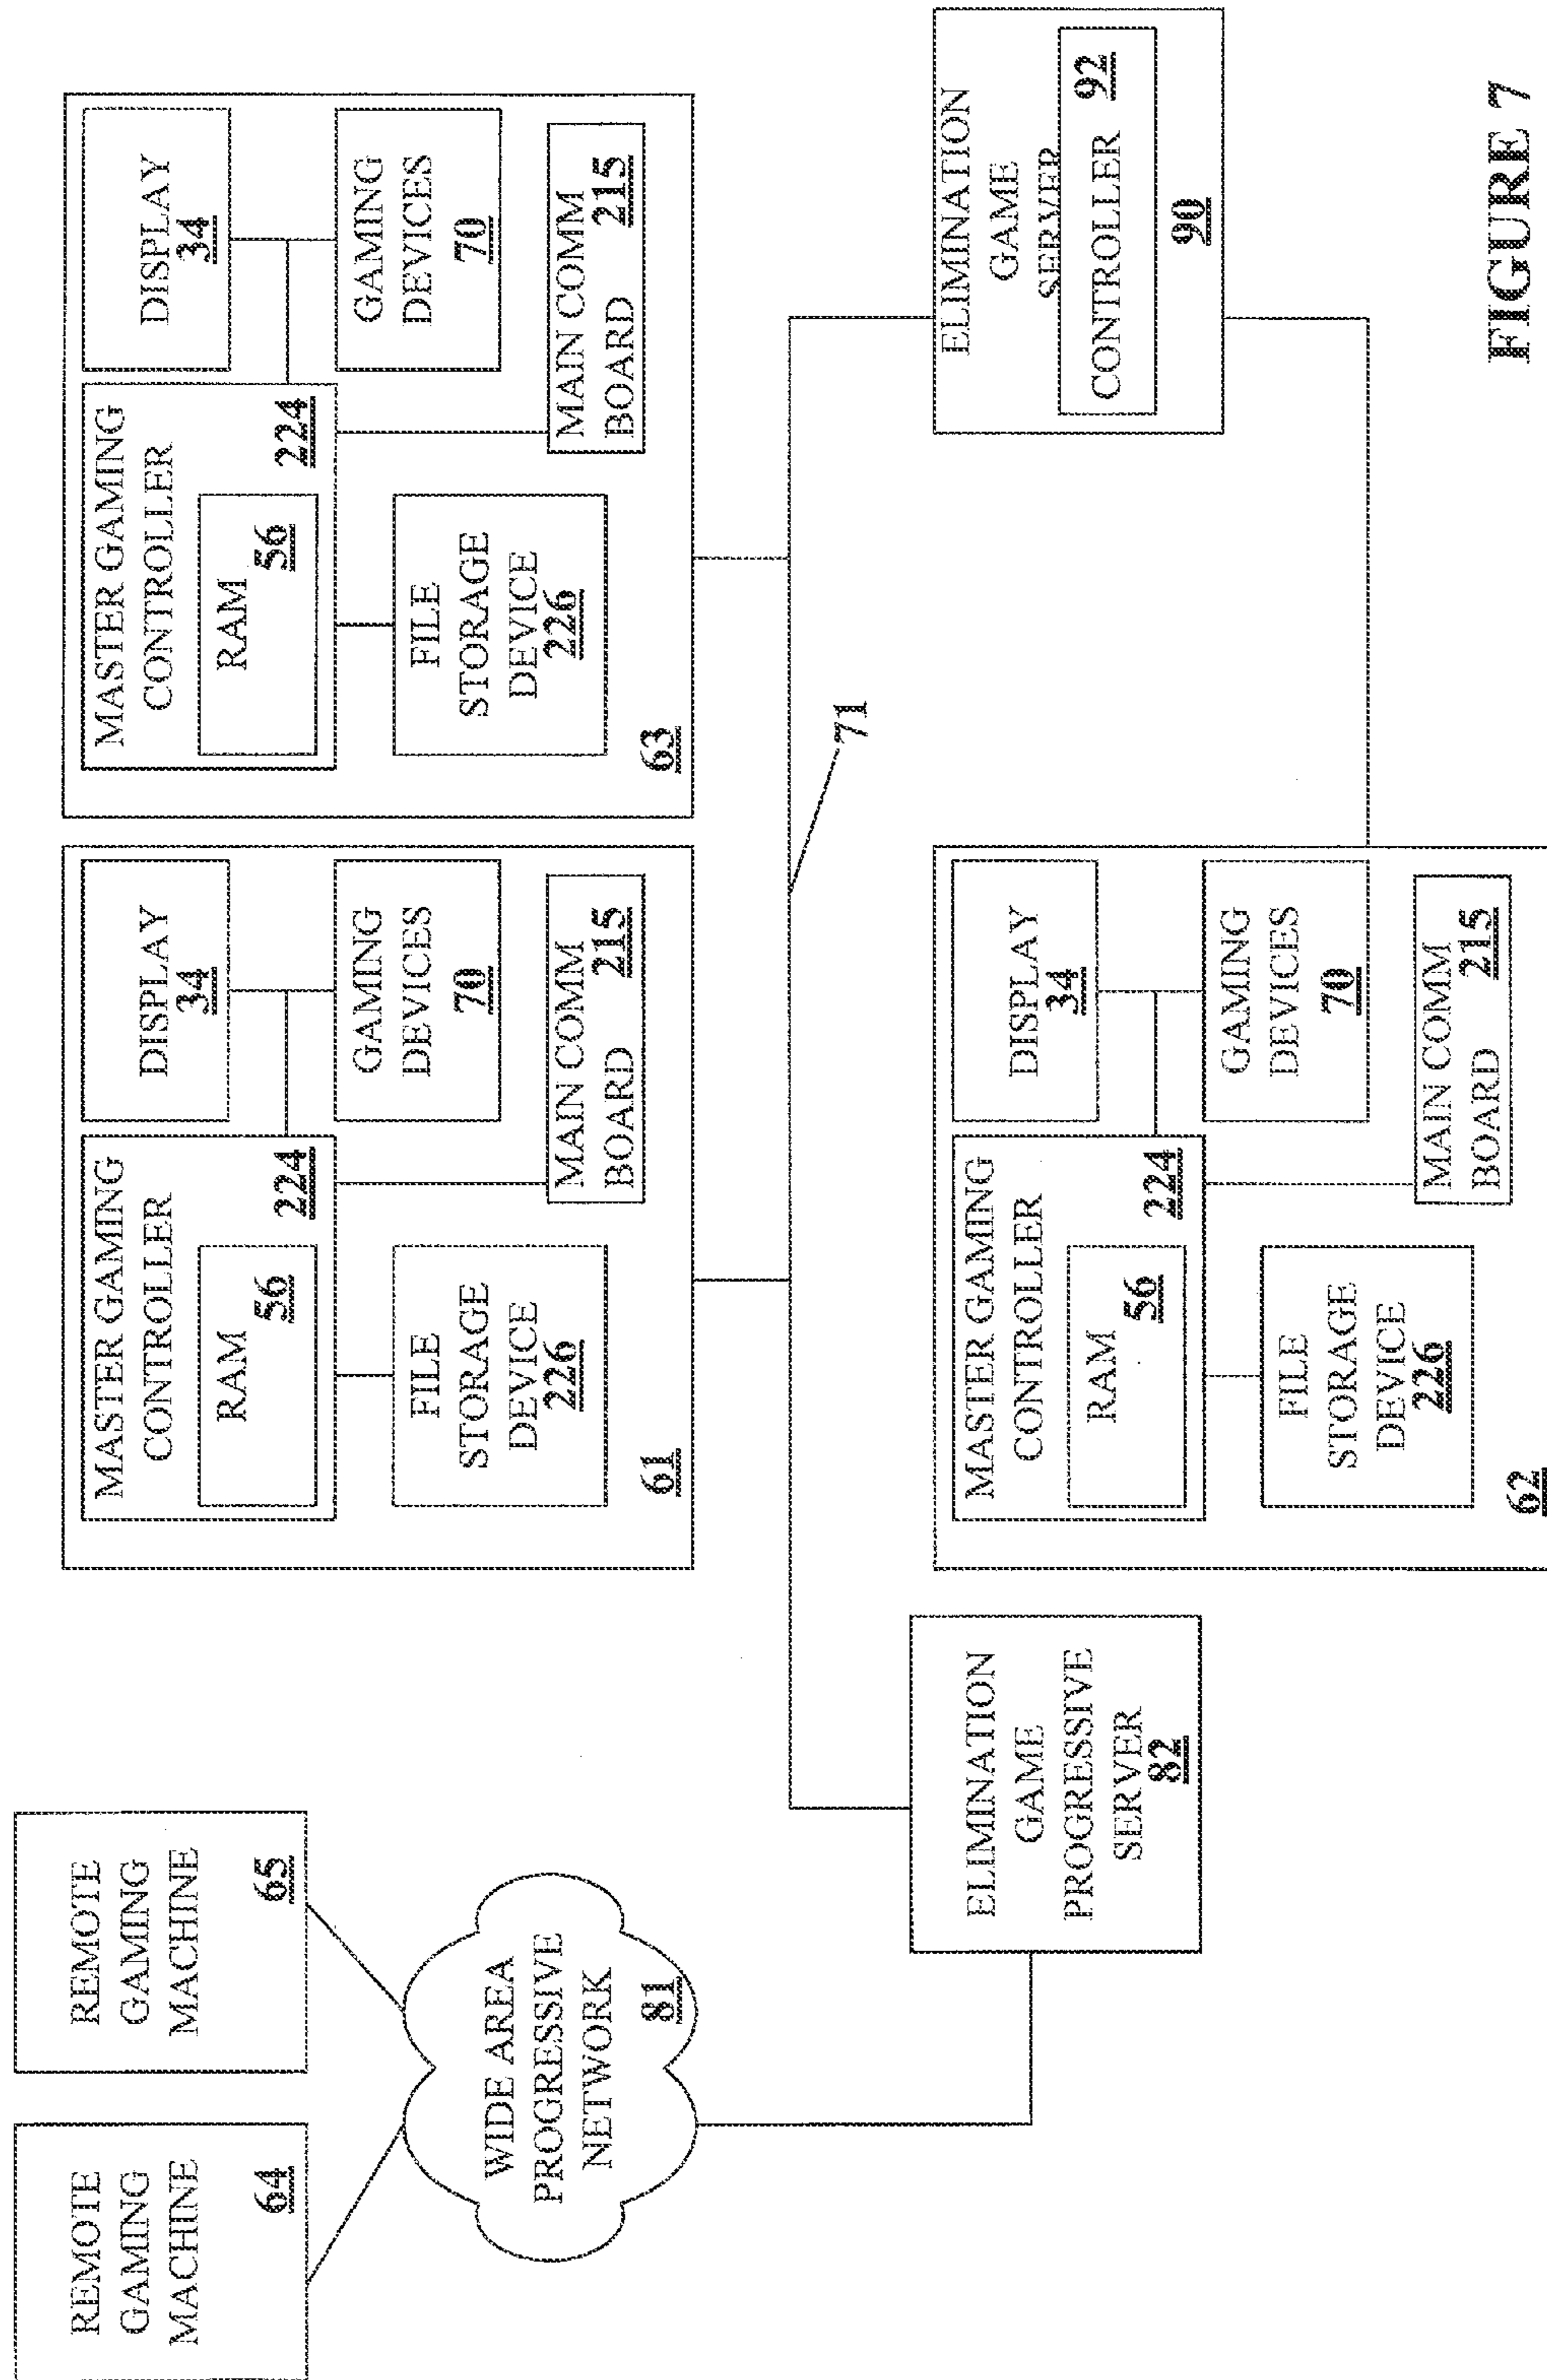 REMOTE
GAMING
MACHINE
64
REMOTE
GAMING
MACHINE
65
WIDE AREA
PROGRESSIVE
NETWORK
81
ELIMINATION
GAME
PROGRESSIVE
SERVER
82
MASTER GAMING
CONTROLLER
224
RAM
56
DISPLAY
34
GAMING
DEVICES
70
FILE
STORAGE
DEVICE
226
MAIN COMM
BOARD
215
61
MASTER GAMING
CONTROLLER
224
RAM
56
DISPLAY
34
GAMING
DEVICES
70
FILE
STORAGE
DEVICE
226
MAIN COMM
BOARD
215
63
71
MASTER GAMING
CONTROLLER
224
RAM
56
DISPLAY
34
GAMING
DEVICES
70
FILE
STORAGE
DEVICE
226
MAIN COMM
BOARD
215
62
ELIMINATION
GAME
SERVER
CONTROLLER 92
90
FIGURE 7